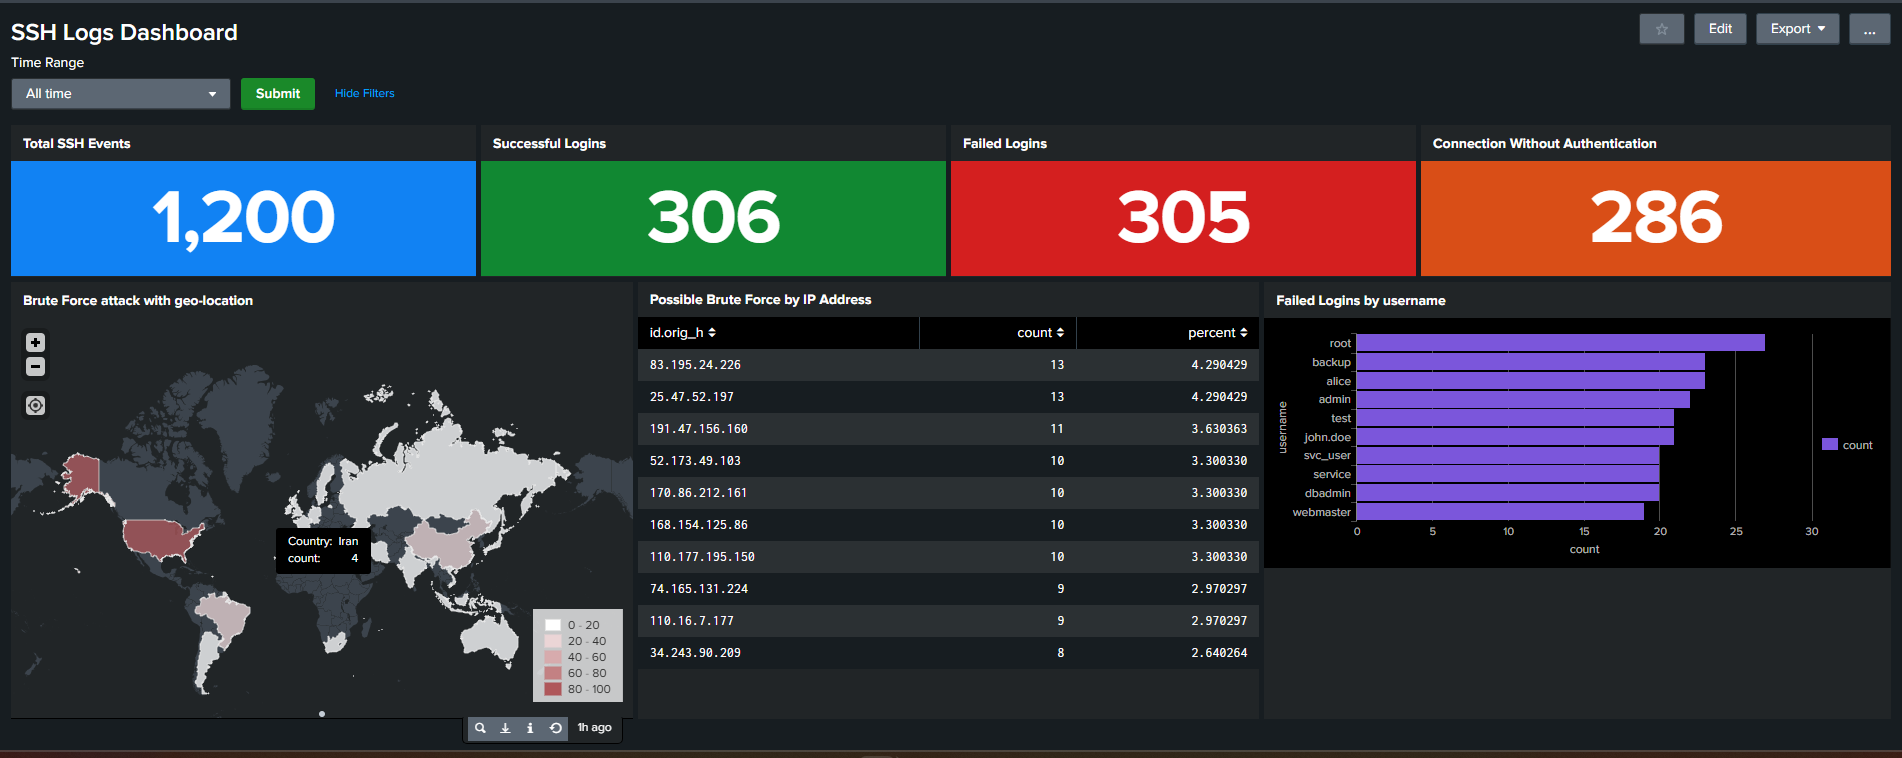 SSH Logs Dashboard
Edit
Export
...
Time Range
All time
Submit
Hide Filters
Total SSH Events
1,200
Successful Logins
306
Failed Logins
305
Connection Without Authentication
286
Brute Force attack with geo-location
+
−
Country: Iran
count: 4
0 - 20
20 - 40
40 - 60
60 - 80
80 - 100
i
1h ago
Possible Brute Force by IP Address
id.orig_h count percent
83.195.24.226 13 4.290429
25.47.52.197 13 4.290429
191.47.156.160 11 3.630363
52.173.49.103 10 3.300330
170.86.212.161 10 3.300330
168.154.125.86 10 3.300330
110.177.195.150 10 3.300330
74.165.131.224 9 2.970297
110.16.7.177 9 2.970297
34.243.90.209 8 2.640264
Failed Logins by username
username
root
backup
alice
admin
test
john.doe
svc_user
service
dbadmin
webmaster
0 5 10 15 20 25 30
count
count